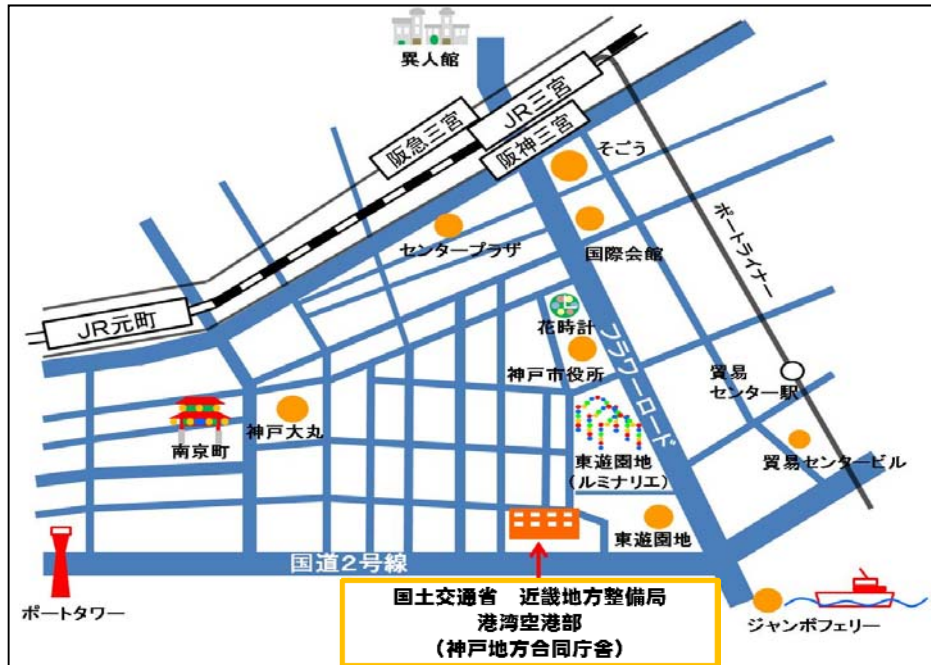 異人館
JR三宮
阪急三宮
阪神三宮
そごう
ポートライナー
センタープラザ
国際会館
JR元町
花時計
フラワーロード
神戸市役所
貿易
センター駅
南京町
神戸大丸
東遊園地
(ルミナリエ)
貿易センタービル
東遊園地
国道2号線
ポートタワー
国土交通省 近畿地方整備局
港湾空港部
(神戸地方合同庁舎)
ジャンボフェリー